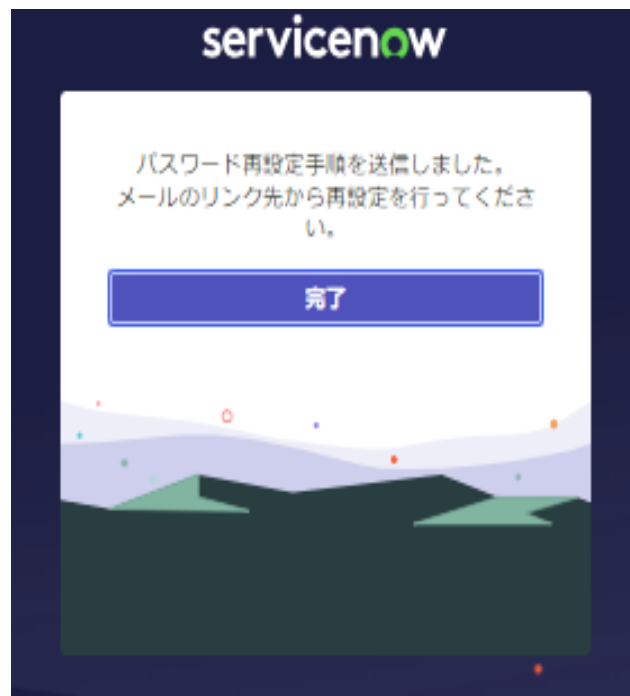 servicenow
パスワード再設定手順を送信しました。
メールのリンク先から再設定を行ってくださ
い。
完了